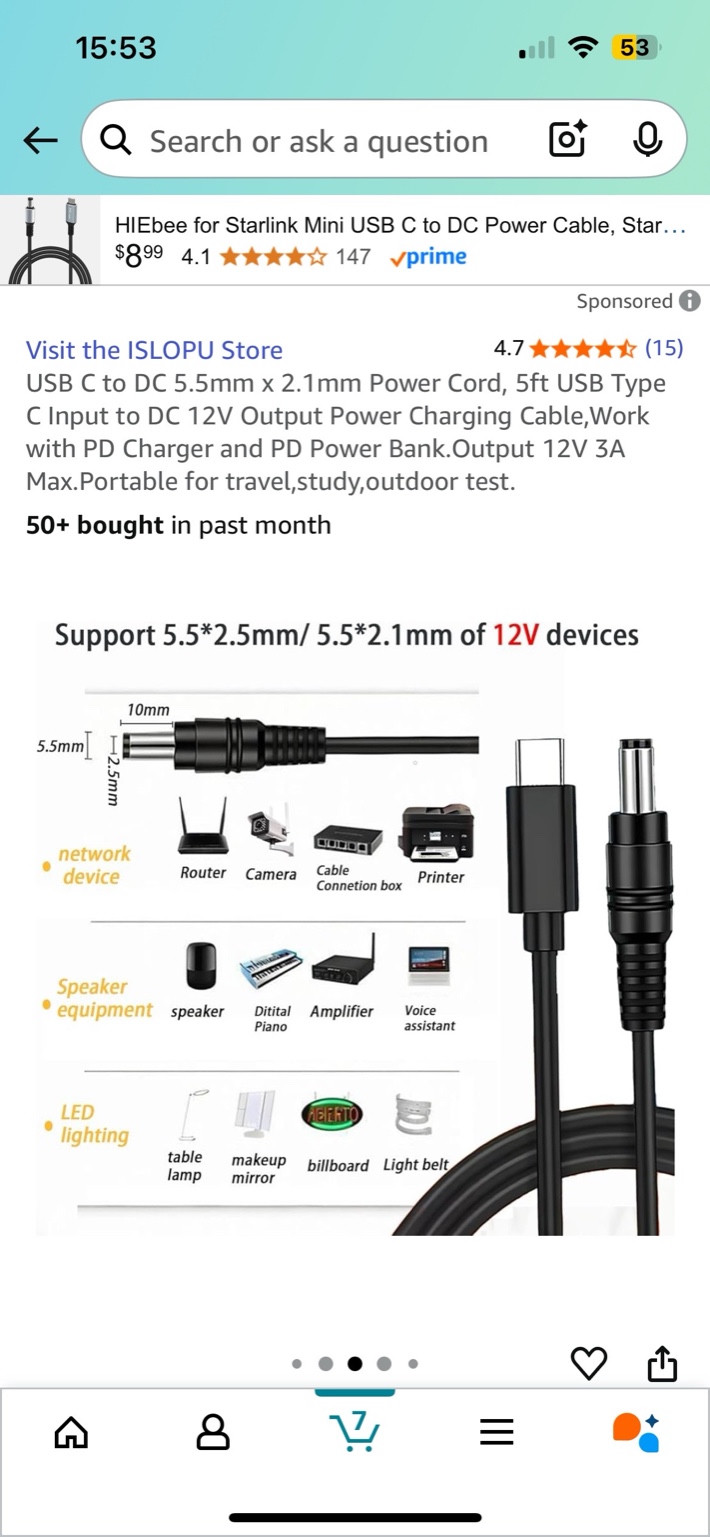 15:53
53
Search or ask a question
HIEbee for Starlink Mini USB C to DC Power Cable, Star...
$8⁹⁹ 4.1 147 prime
Sponsored
Visit the ISLOPU Store 4.7 (15)
USB C to DC 5.5mm x 2.1mm Power Cord, 5ft USB Type
C Input to DC 12V Output Power Charging Cable,Work
with PD Charger and PD Power Bank.Output 12V 3A
Max.Portable for travel,study,outdoor test.
50+ bought in past month
Support 5.5*2.5mm/ 5.5*2.1mm of 12V devices
10mm
5.5mm
2.5mm
network
device
Router
Camera
Cable
Connetion box
Printer
Speaker
equipment
speaker
Ditital
Piano
Amplifier
Voice
assistant
LED
lighting
ABIERTO
table
lamp
makeup
mirror
billboard
Light belt
7